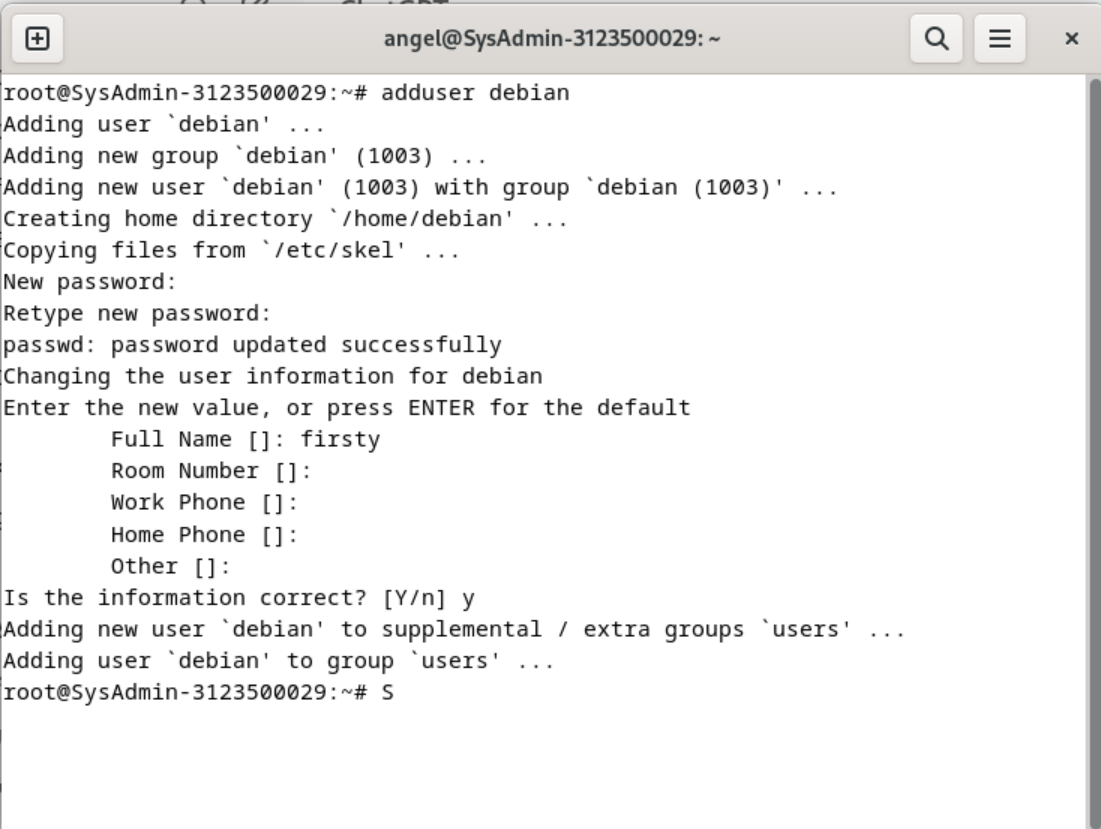 angel@SysAdmin-3123500029: ~
root@SysAdmin-3123500029:~# adduser debian
Adding user `debian' ...
Adding new group `debian' (1003) ...
Adding new user `debian' (1003) with group `debian (1003)' ...
Creating home directory `/home/debian' ...
Copying files from `/etc/skel' ...
New password:
Retype new password:
passwd: password updated successfully
Changing the user information for debian
Enter the new value, or press ENTER for the default
        Full Name []: firsty
        Room Number []:
        Work Phone []:
        Home Phone []:
        Other []:
Is the information correct? [Y/n] y
Adding new user `debian' to supplemental / extra groups `users' ...
Adding user `debian' to group `users' ...
root@SysAdmin-3123500029:~# S